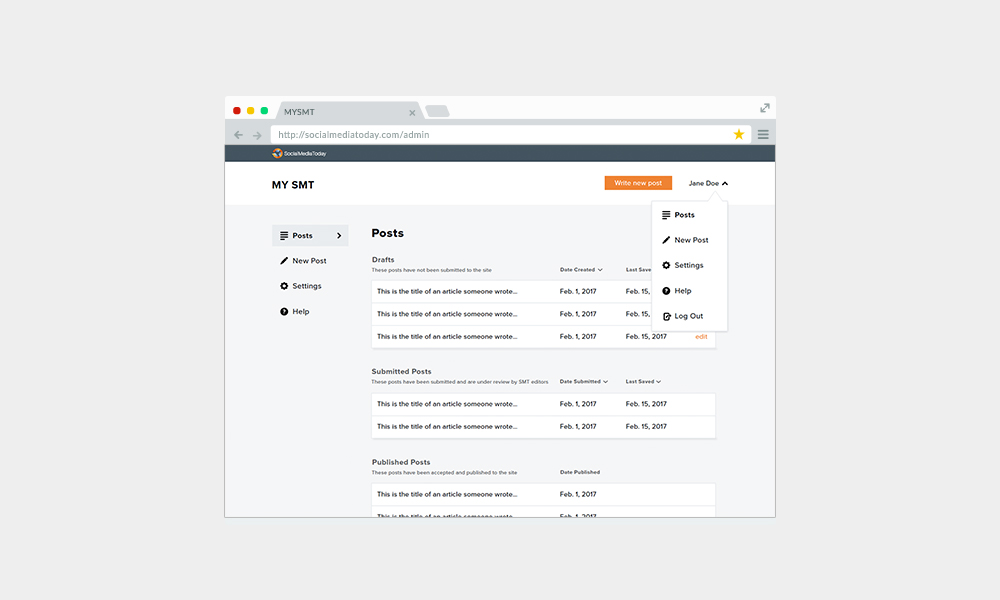 MYSMT
http://socialmediatoday.com/admin
SocialMediaToday
MY SMT
Write new post
Jane Doe
Posts
New Post
Settings
Help
Log Out
Posts
New Post
Settings
Help
Posts
Drafts
These posts have not been submitted to the site
Date Created
Last Save
This is the title of an article someone wrote... Feb. 1, 2017 Feb. 15,
This is the title of an article someone wrote... Feb. 1, 2017 Feb. 15,
This is the title of an article someone wrote... Feb. 1, 2017 Feb. 15, 2017 edit
Submitted Posts
These posts have been submitted and are under review by SMT editors
Date Submitted
Last Saved
This is the title of an article someone wrote... Feb. 1, 2017 Feb. 15, 2017
This is the title of an article someone wrote... Feb. 1, 2017 Feb. 15, 2017
Published Posts
These posts have been accepted and published to the site
Date Published
This is the title of an article someone wrote... Feb. 1, 2017
This is the title of an article someone wrote... Feb. 1, 2017